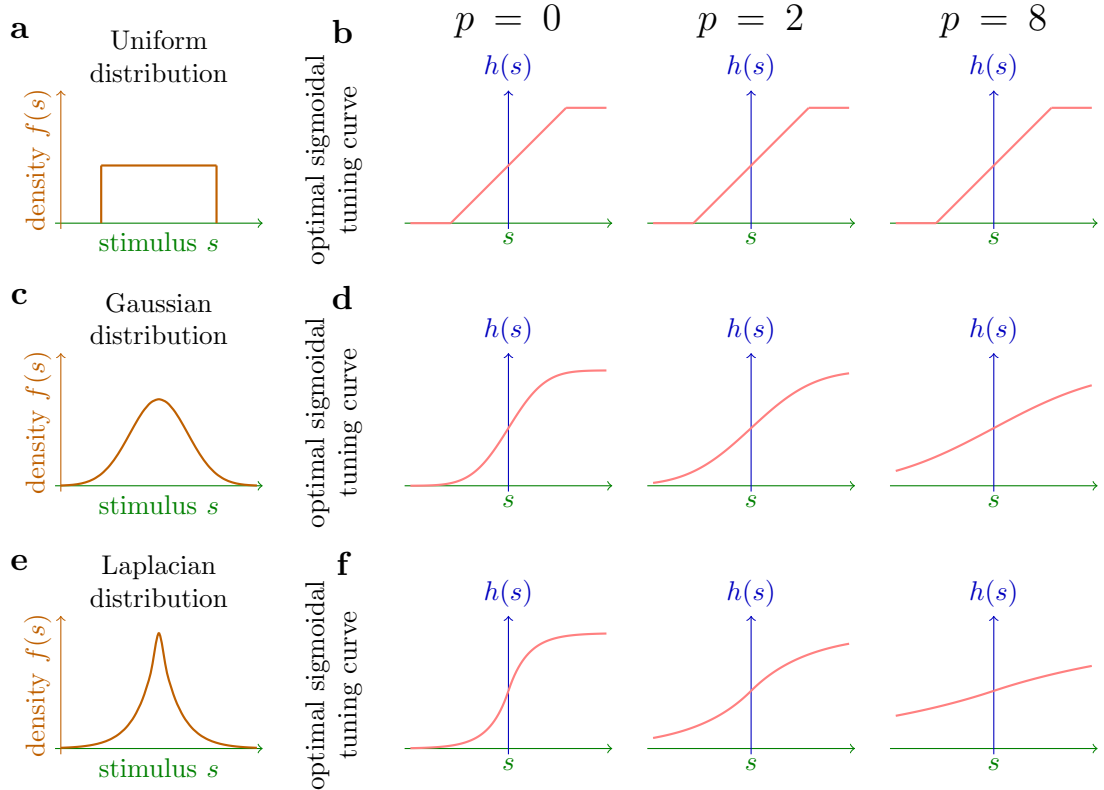 p = 0
p = 2
p = 8
a
Uniform
distribution
density f(s)
stimulus s
b
optimal sigmoidal
tuning curve
h(s)
s
h(s)
s
h(s)
s
c
Gaussian
distribution
density f(s)
stimulus s
d
optimal sigmoidal
tuning curve
h(s)
s
h(s)
s
h(s)
s
e
Laplacian
distribution
density f(s)
stimulus s
f
optimal sigmoidal
tuning curve
h(s)
s
h(s)
s
h(s)
s